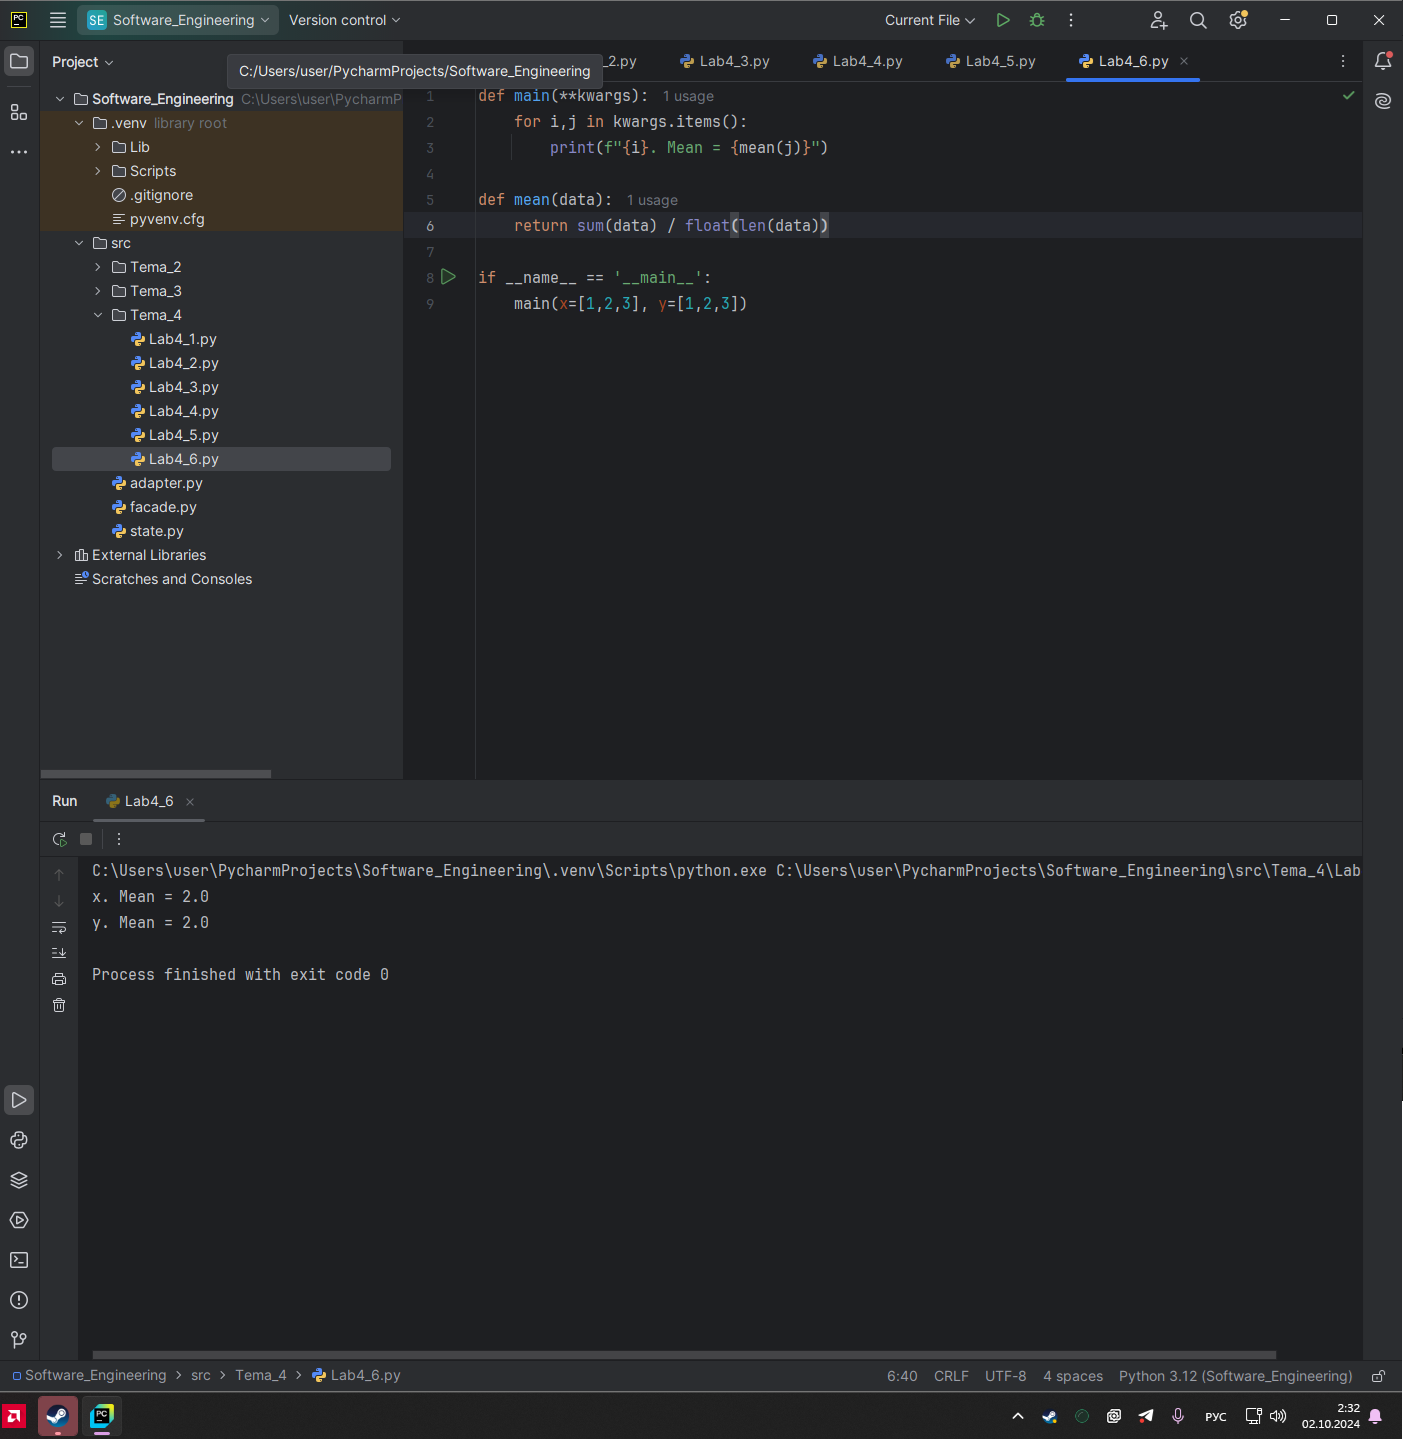 PC
SE Software_Engineering
Version control
Current File
Project
C:/Users/user/PycharmProjects/Software_Engineering
_2.py
Lab4_3.py
Lab4_4.py
Lab4_5.py
Lab4_6.py
Software_Engineering C:\Users\user\PycharmP
.venv library root
Lib
Scripts
.gitignore
pyvenv.cfg
src
Tema_2
Tema_3
Tema_4
Lab4_1.py
Lab4_2.py
Lab4_3.py
Lab4_4.py
Lab4_5.py
Lab4_6.py
adapter.py
facade.py
state.py
External Libraries
Scratches and Consoles
1 def main(**kwargs): 1 usage
2     for i,j in kwargs.items():
3         print(f"{i}. Mean = {mean(j)}")
4
5 def mean(data): 1 usage
6     return sum(data) / float(len(data))
7
8 if __name__ == '__main__':
9     main(x=[1,2,3], y=[1,2,3])
Run
Lab4_6
C:\Users\user\PycharmProjects\Software_Engineering\.venv\Scripts\python.exe C:\Users\user\PycharmProjects\Software_Engineering\src\Tema_4\Lab
x. Mean = 2.0
y. Mean = 2.0
Process finished with exit code 0
Software_Engineering > src > Tema_4 > Lab4_6.py
6:40 CRLF UTF-8 4 spaces Python 3.12 (Software_Engineering)
PC
РУС
2:32
02.10.2024